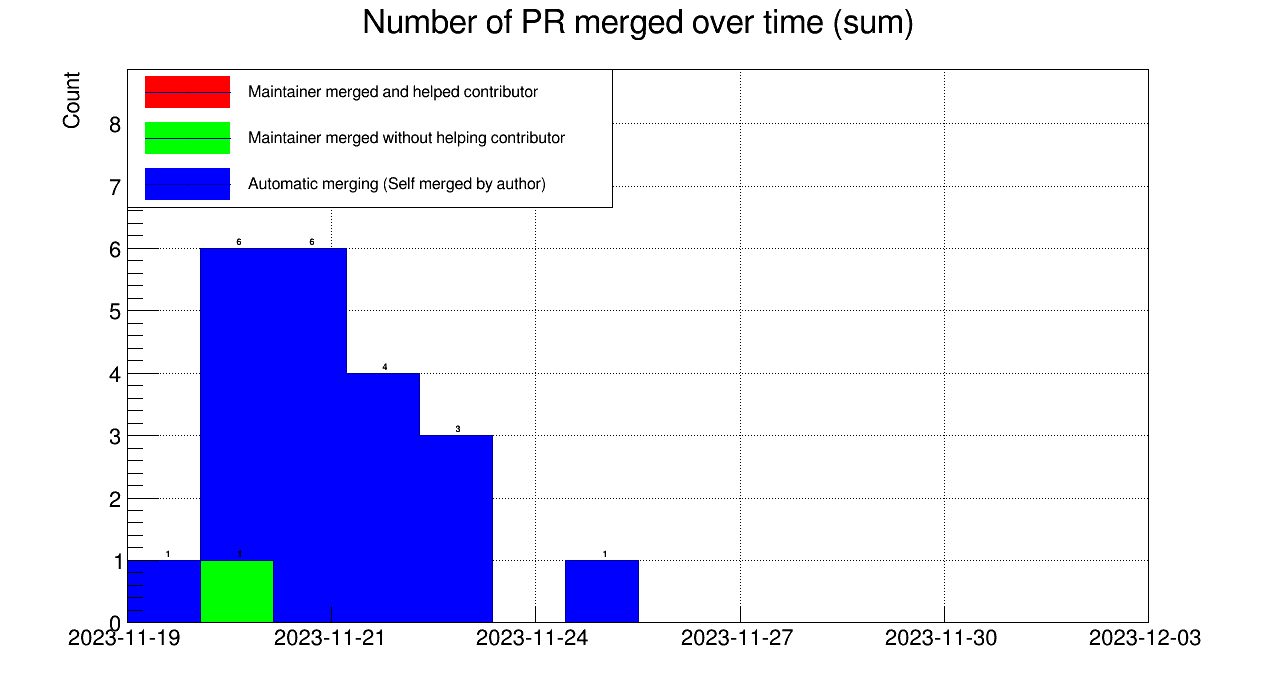 Number of PR merged over time (sum)
Count
Maintainer merged and helped contributor
Maintainer merged without helping contributor
Automatic merging (Self merged by author)
8
7
6
5
4
3
2
1
0
6 6
4
3
1 1 1
2023-11-19 2023-11-21 2023-11-24 2023-11-27 2023-11-30 2023-12-03